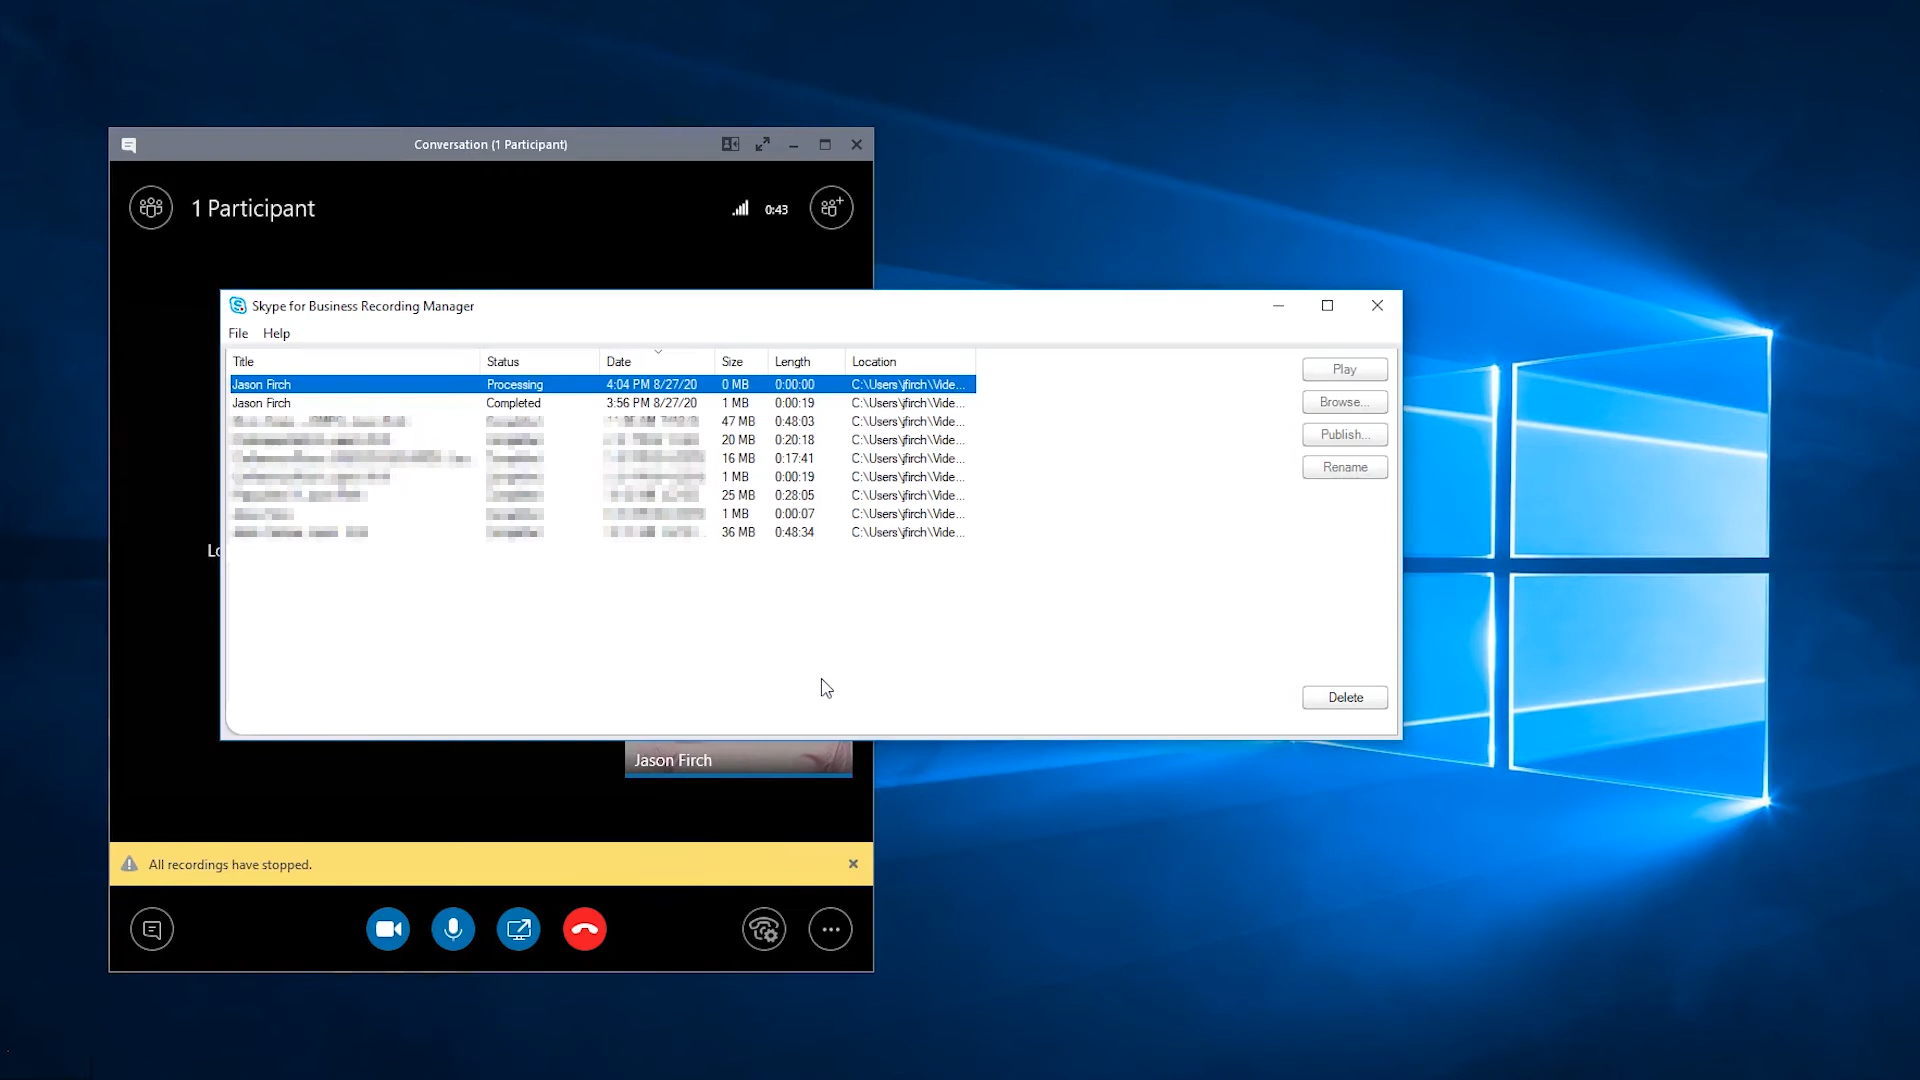 Conversation (1 Participant)
1 Participant
0:43
Skype for Business Recording Manager
File Help
Title Status Date Size Length Location
Jason Firch Processing 4:04 PM 8/27/20 0 MB 0:00:00 C:\Users\jfirch\Vide...
Jason Firch Completed 3:56 PM 8/27/20 1 MB 0:00:19 C:\Users\jfirch\Vide...
47 MB 0:48:03 C:\Users\jfirch\Vide...
20 MB 0:20:18 C:\Users\jfirch\Vide...
16 MB 0:17:41 C:\Users\jfirch\Vide...
1 MB 0:00:19 C:\Users\jfirch\Vide...
25 MB 0:28:05 C:\Users\jfirch\Vide...
1 MB 0:00:07 C:\Users\jfirch\Vide...
36 MB 0:48:34 C:\Users\jfirch\Vide...
Play
Browse...
Publish...
Rename
Delete
Lo
Jason Firch
All recordings have stopped.